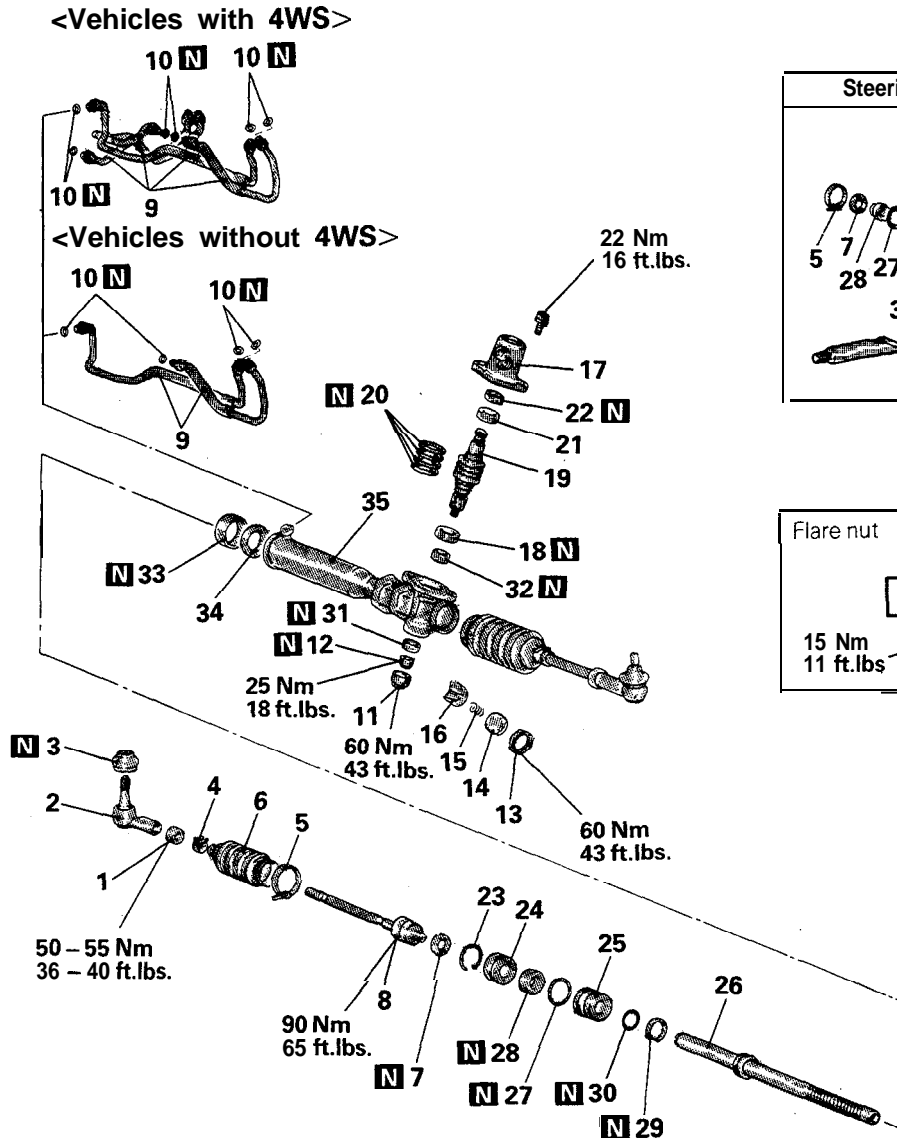 <Vehicles with 4WS>
10 N 10 N
10 N
9
<Vehicles without 4WS>
10 N 10 N
9
22 Nm
16 ft.lbs.
17
22 N
21
N 20
19
18 N
32 N
35
N 33
34
N 31
N 12
25 Nm
18 ft.lbs.
11
60 Nm
43 ft.lbs.
16
15
14
13
60 Nm
43 ft.lbs.
N 3
2
4
6
5
1
50 – 55 Nm
36 – 40 ft.lbs.
8
90 Nm
65 ft.lbs.
N 7
23
24
N 28
N 27
25
N 30
N 29
26
Steeri
5
7
28
27
3
Flare nut
15 Nm
11 ft.lbs